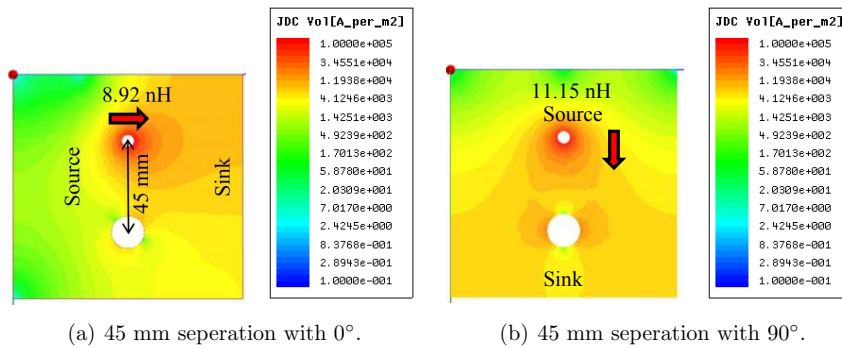 JDC Vol[A_per_m2]
1.0000e+005
3.4551e+004
1.1938e+004
4.1246e+003
1.4251e+003
4.9239e+002
1.7013e+002
5.8780e+001
2.0309e+001
7.0170e+000
2.4245e+000
8.3768e-001
2.8943e-001
1.0000e-001
8.92 nH
Source
45 mm
Sink
(a) 45 mm seperation with 0°.
JDC Vol[A_per_m2]
1.0000e+005
3.4551e+004
1.1938e+004
4.1246e+003
1.4251e+003
4.9239e+002
1.7013e+002
5.8780e+001
2.0309e+001
7.0170e+000
2.4245e+000
8.3768e-001
2.8943e-001
1.0000e-001
11.15 nH
Source
Sink
(b) 45 mm seperation with 90°.